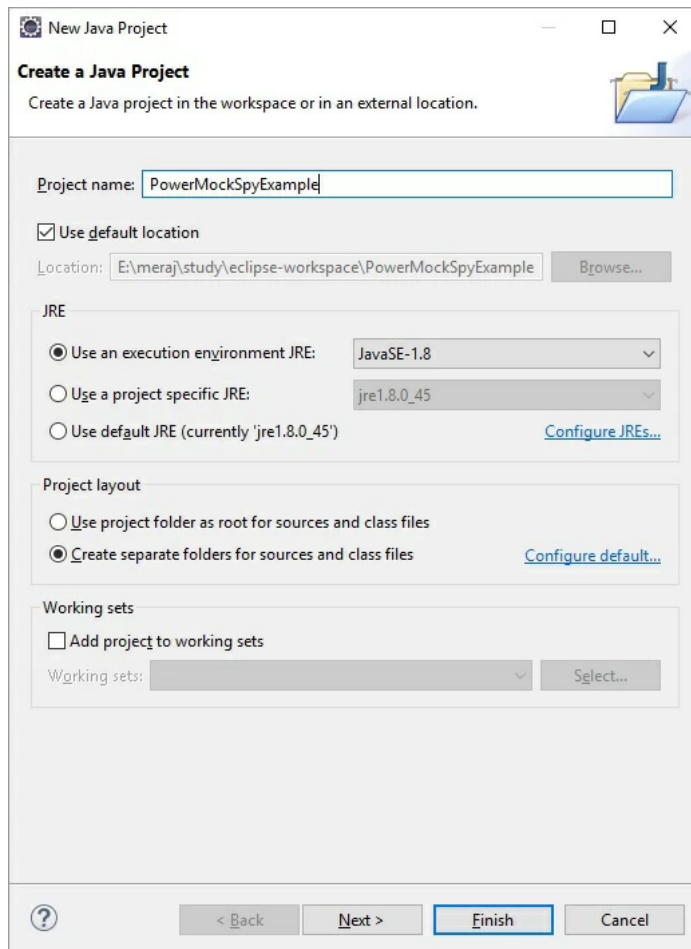 New Java Project
Create a Java Project
Create a Java project in the workspace or in an external location.
Project name: PowerMockSpyExample
Use default location
Location: E:\meraj\study\eclipse-workspace\PowerMockSpyExample Browse...
JRE
Use an execution environment JRE: JavaSE-1.8
Use a project specific JRE: jre1.8.0_45
Use default JRE (currently 'jre1.8.0_45') Configure JREs...
Project layout
Use project folder as root for sources and class files
Create separate folders for sources and class files Configure default...
Working sets
Add project to working sets
Working sets: Select...
? < Back Next > Finish Cancel